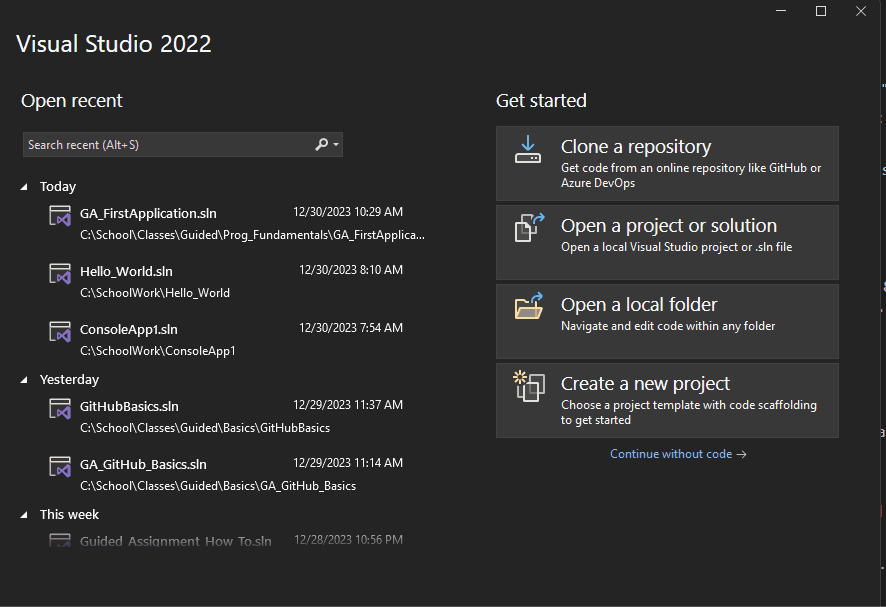 Visual Studio 2022
Open recent
Search recent (Alt+S)
Today
GA_FirstApplication.sln 12/30/2023 10:29 AM
C:\School\Classes\Guided\Prog_Fundamentals\GA_FirstApplica...
Hello_World.sln 12/30/2023 8:10 AM
C:\SchoolWork\Hello_World
ConsoleApp1.sln 12/30/2023 7:54 AM
C:\SchoolWork\ConsoleApp1
Yesterday
GitHubBasics.sln 12/29/2023 11:37 AM
C:\School\Classes\Guided\Basics\GitHubBasics
GA_GitHub_Basics.sln 12/29/2023 11:14 AM
C:\School\Classes\Guided\Basics\GA_GitHub_Basics
This week
Guided_Assignment_How_To.sln 12/28/2023 10:56 PM
Get started
Clone a repository
Get code from an online repository like GitHub or
Azure DevOps
Open a project or solution
Open a local Visual Studio project or .sln file
Open a local folder
Navigate and edit code within any folder
Create a new project
Choose a project template with code scaffolding
to get started
Continue without code →